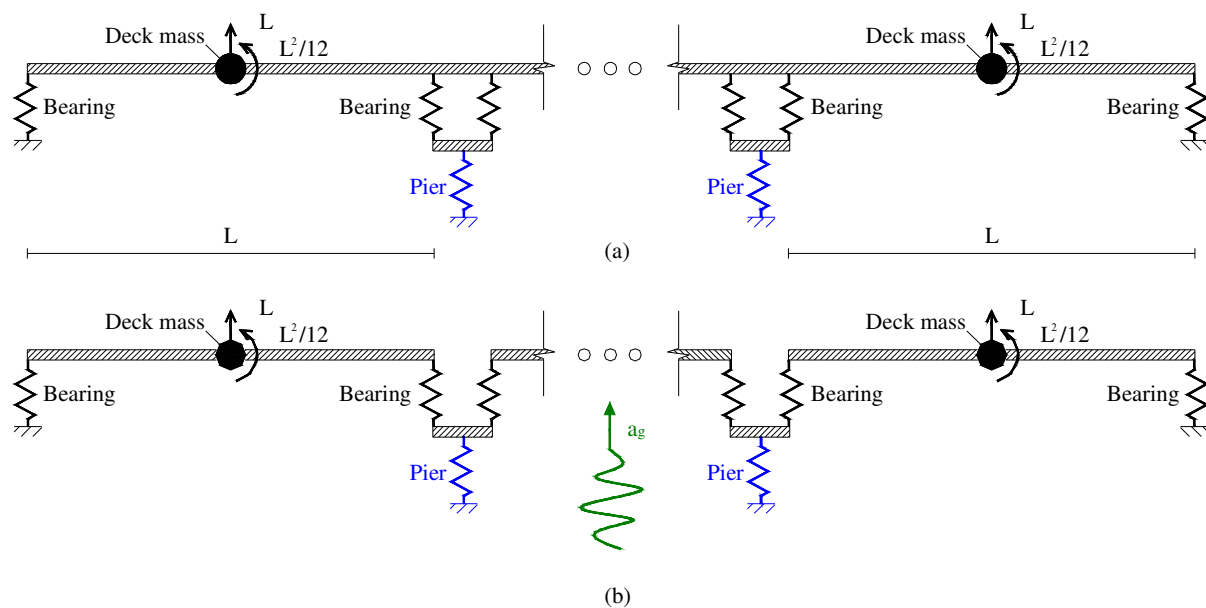 L
Deck mass
L²/12
L
Deck mass
L²/12
Bearing
Bearing
Bearing
Bearing
Pier
Pier
L
(a)
L
L
Deck mass
L²/12
L
Deck mass
L²/12
Bearing
Bearing
Bearing
Bearing
a_g
Pier
Pier
(b)